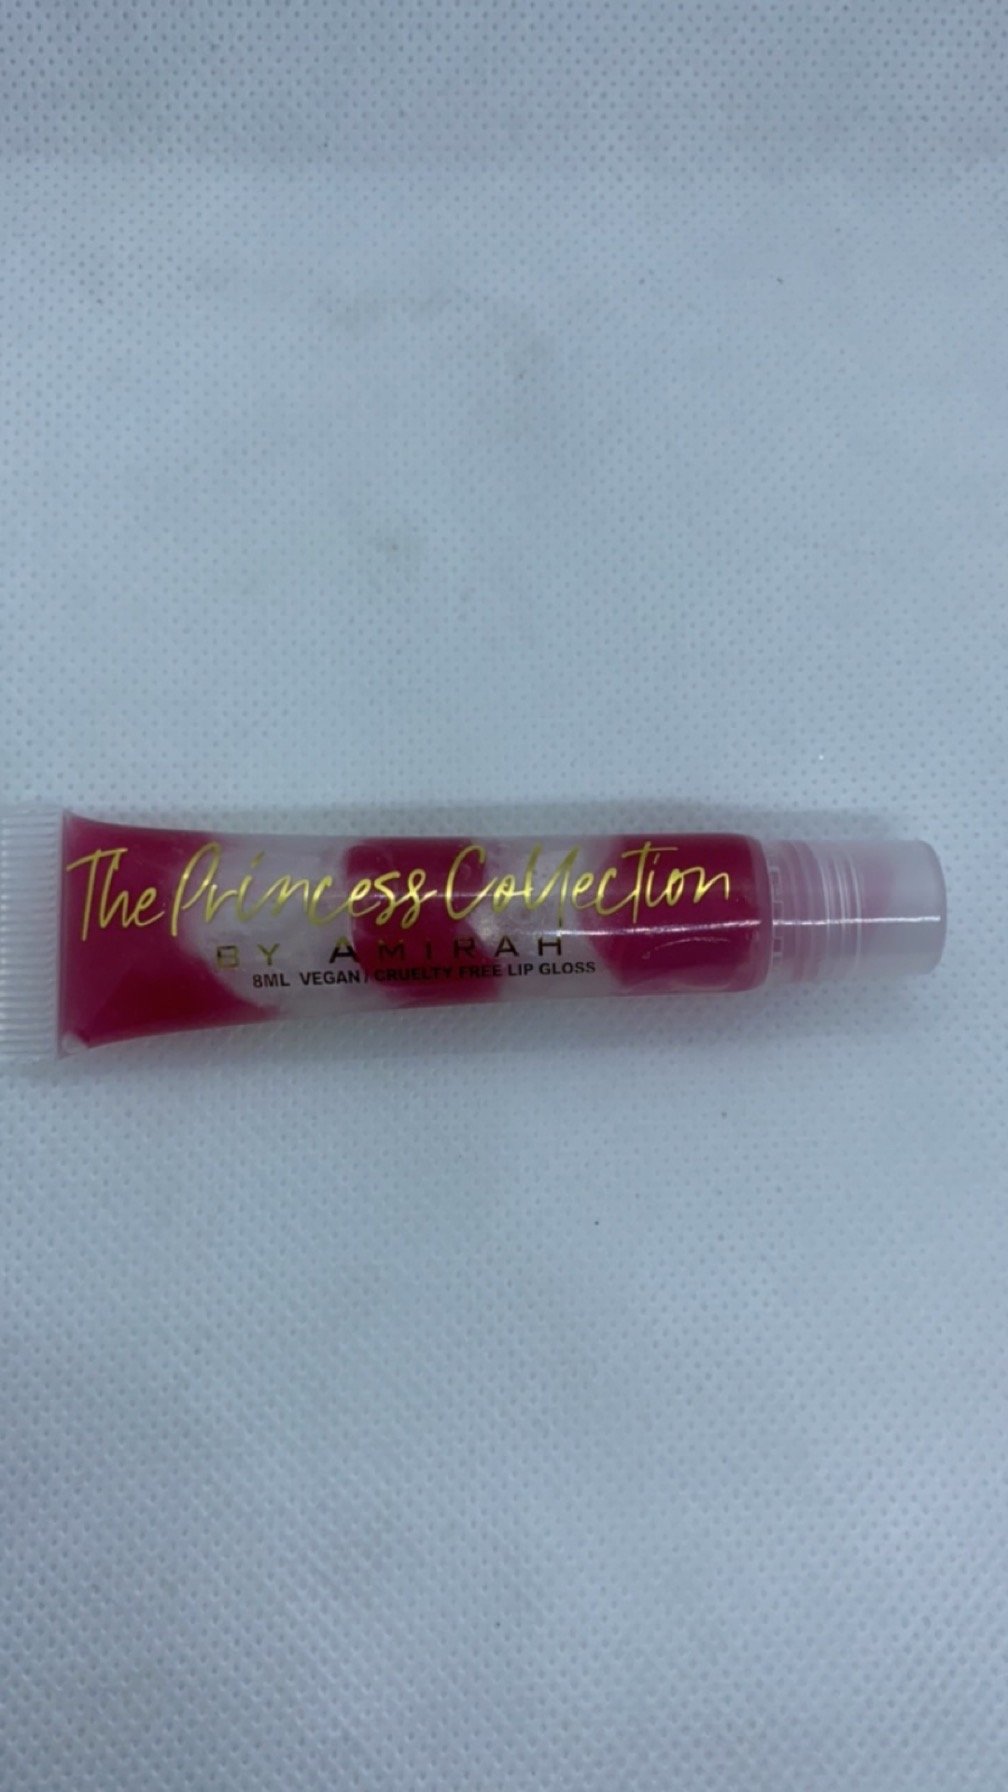 The Princess Collection
BY AMIRAH
8ML VEGAN/ CRUELTY FREE LIP GLOSS